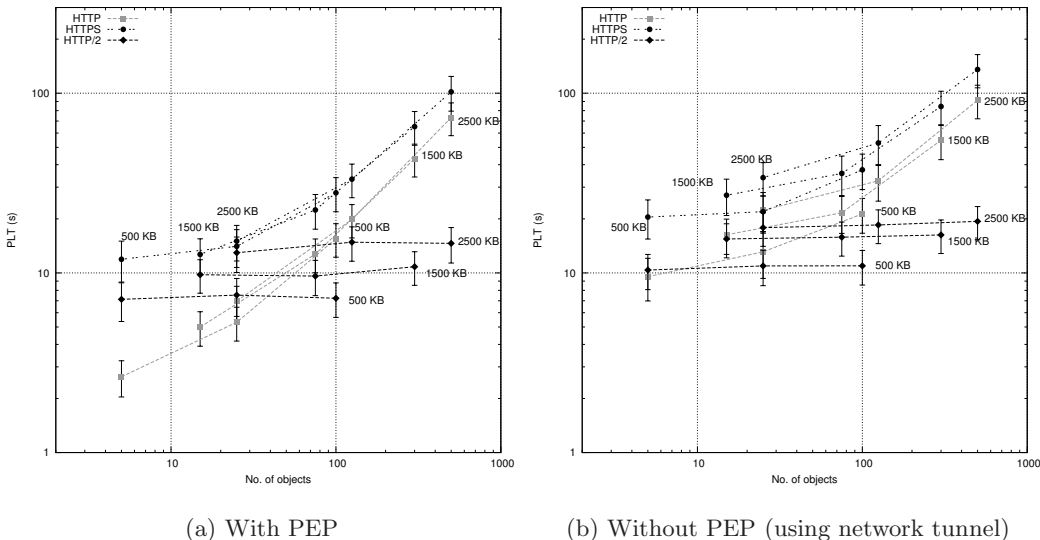 HTTP
HTTPS
HTTP/2
100
10
1
PLT (s)
500 KB
1500 KB
2500 KB
2500 KB
1500 KB
500 KB
2500 KB
1500 KB
500 KB
10
100
1000
No. of objects
(a) With PEP
HTTP
HTTPS
HTTP/2
100
10
1
PLT (s)
500 KB
1500 KB
2500 KB
2500 KB
1500 KB
500 KB
2500 KB
1500 KB
500 KB
10
100
1000
No. of objects
(b) Without PEP (using network tunnel)